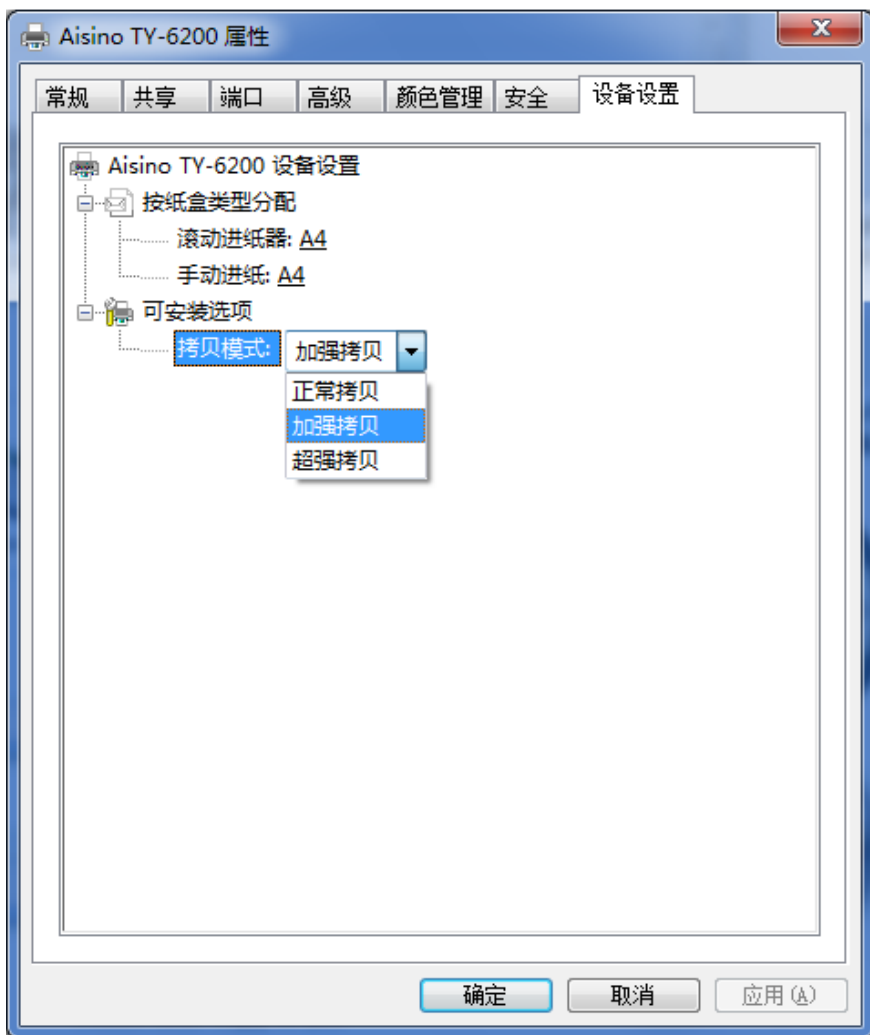 Aisino TY-6200 属性
常规 共享 端口 高级 颜色管理 安全 设备设置
Aisino TY-6200 设备设置
按纸盒类型分配
滚动进纸器: A4
手动进纸: A4
可安装选项
拷贝模式: 加强拷贝
正常拷贝
加强拷贝
超强拷贝
确定 取消 应用(A)